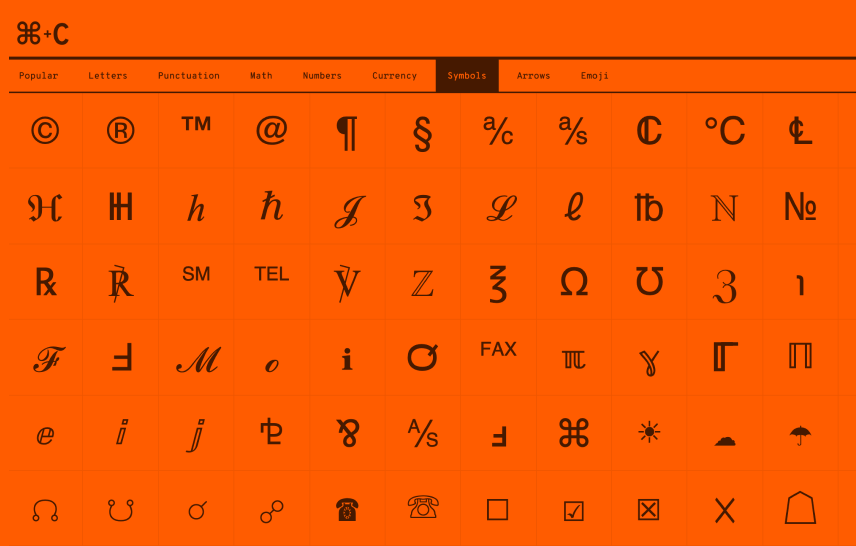 ⌘+C
Popular Letters Punctuation Math Numbers Currency Symbols Arrows Emoji
© ® ™ @ ¶ § ℀ ℁ ℂ ℃ ℄
ℋ ℍ ℎ ℏ ℐ ℑ ℒ ℓ ℔ ℕ №
℞ ℟ ℠ ℡ ℣ ℤ ℥ Ω ℧ ℨ ℩
ℱ Ⅎ ℳ ℴ ℹ ℺ ℻ ℼ ℽ ℾ ℿ
ⅇ ⅈ ⅉ ⅊ ⅋ ⅍ ⅎ ⌘ ☀ ☁ ☂
☊ ☋ ☌ ☍ ☎ ☏ ☐ ☑ ☒ ☓ ☖